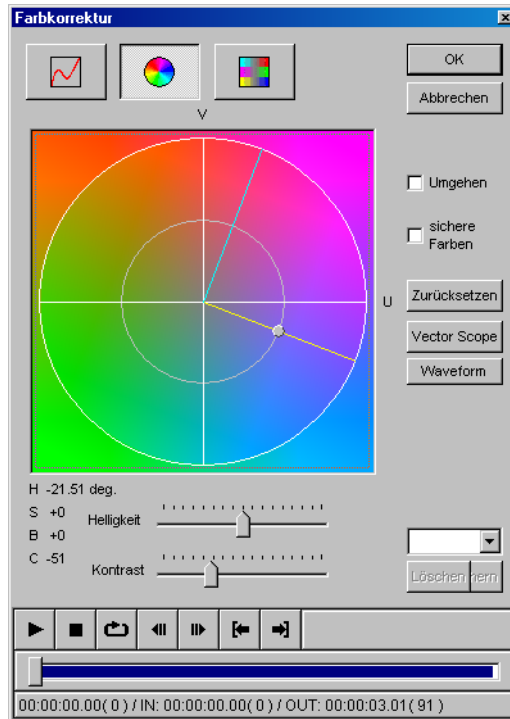 Farbkorrektur
OK
Abbrechen
V
Umgehen
sichere
Farben
U
Zurücksetzen
Vector Scope
Waveform
H -21.51 deg.
S +0
B +0
C -51
Helligkeit
Kontrast
Löschen hern
00:00:00.00( 0 ) / IN: 00:00:00.00( 0 ) / OUT: 00:00:03.01( 91 )